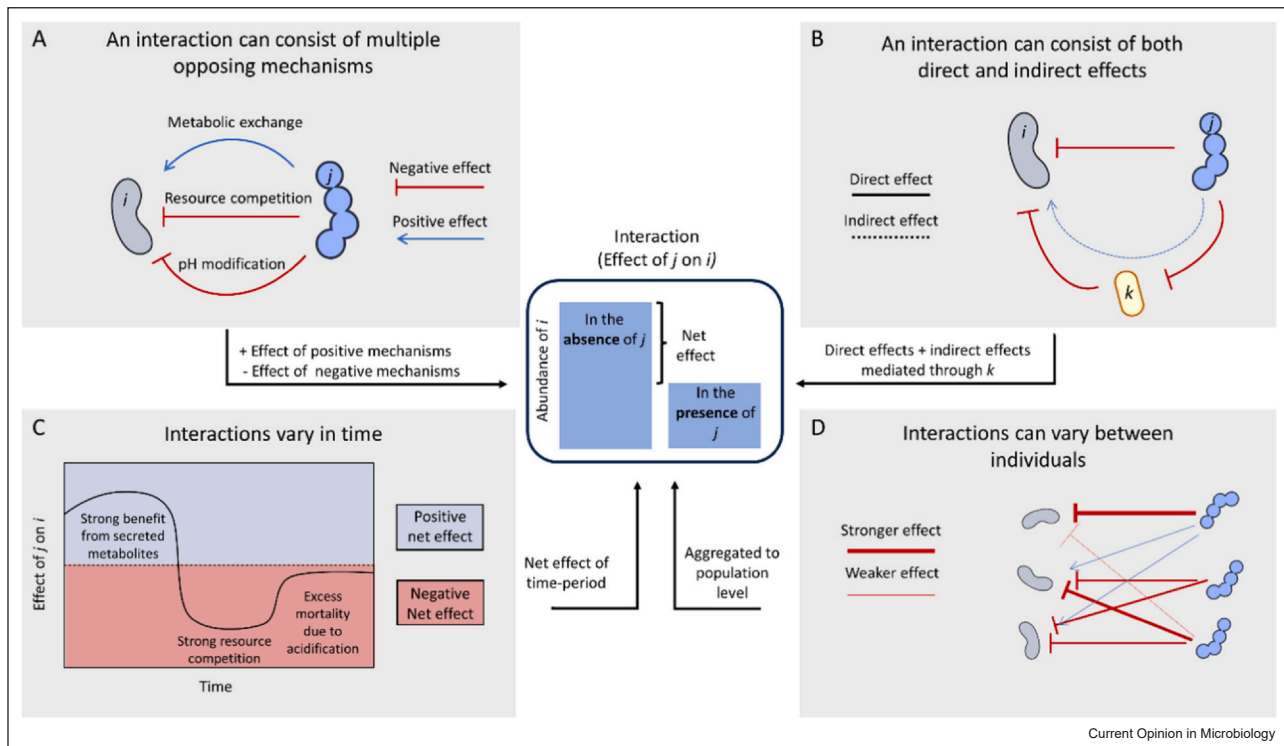 A
An interaction can consist of multiple
opposing mechanisms
Metabolic exchange
j
Negative effect
i
Resource competition
Positive effect
pH modification
B
An interaction can consist of both
direct and indirect effects
i
j
Direct effect
Indirect effect
k
+ Effect of positive mechanisms
- Effect of negative mechanisms
Interaction
(Effect of j on i)
Abundance of i
In the
absence of j
Net
effect
In the
presence of
j
Direct effects + indirect effects
mediated through k
C
Interactions vary in time
Effect of j on i
Strong benefit
from secreted
metabolites
Positive
net effect
Negative
Net effect
Excess
mortality
due to
acidification
Strong resource
competition
Time
Net effect of
time-period
Aggregated to
population
level
D
Interactions can vary between
individuals
Stronger effect
Weaker effect
Current Opinion in Microbiology